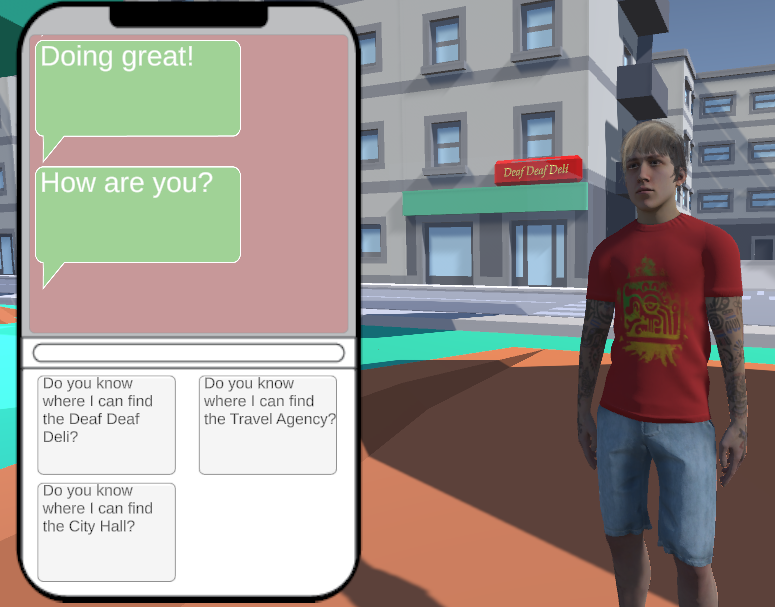 Doing great!
How are you?
Do you know
where I can find
the Deaf Deaf
Deli?
Do you know
where I can find
the Travel Agency?
Do you know
where I can find
the City Hall?
Deaf Deaf Deli